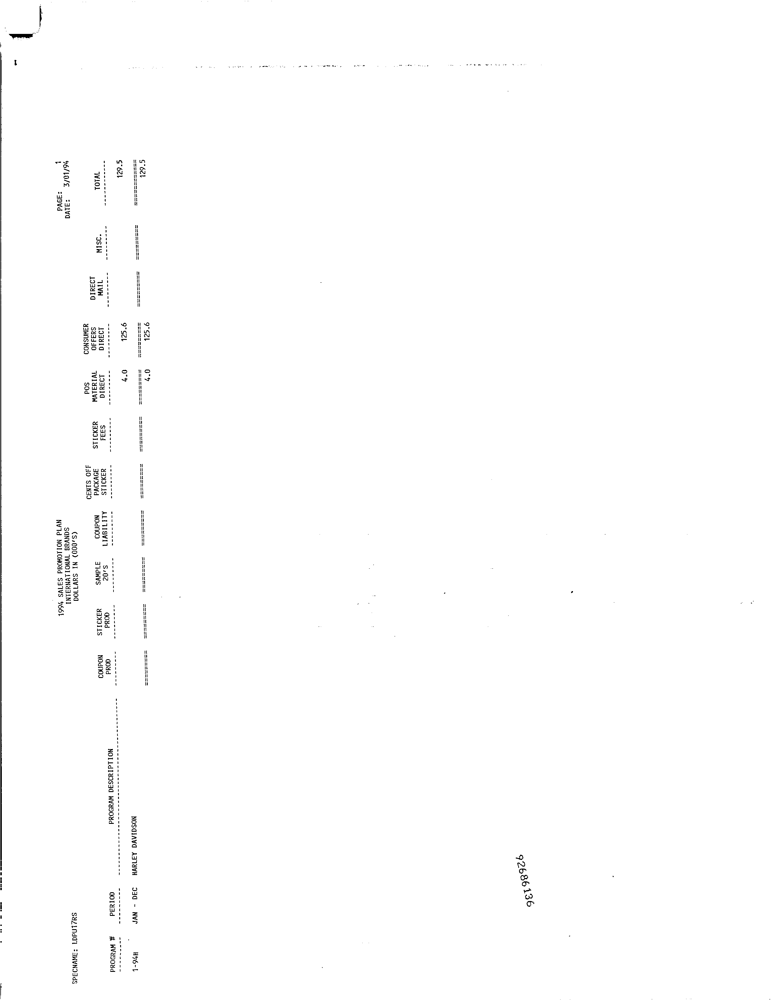 SPECNAME: LDPU17RS
1994 SALES PROMOTION PLAN
INTERNATIONAL BRANDS
DOLLARS IN (000'S)
PAGE: 1
DATE: 3/01/94
PROGRAM # PERIOD PROGRAM DESCRIPTION COUPON PROD STICKER PROD SAMPLE 20'S COUPON LIABILITY CENTS OFF PACKAGE STICKER STICKER FEES POS MATERIAL DIRECT CONSUMER OFFERS DIRECT DIRECT MAIL MISC. TOTAL
1-94H JAN - DEC HARLEY DAVIDSON 4.0 125.6 129.5
4.0 125.6 129.5
92686136